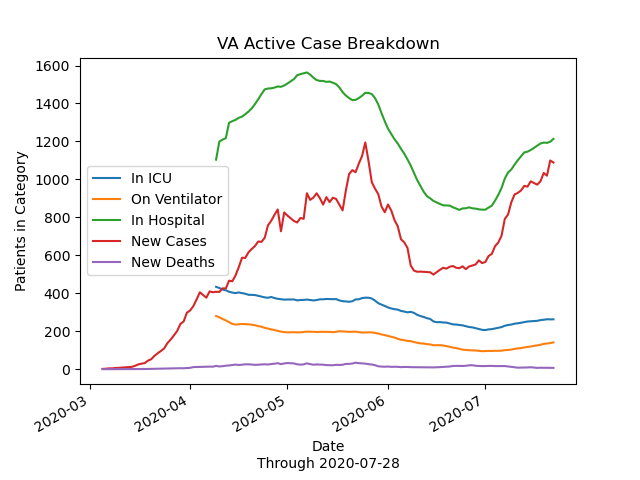 VA Active Case Breakdown
Patients in Category
1600
1400
1200
1000
800
600
400
200
0
In ICU
On Ventilator
In Hospital
New Cases
New Deaths
2020-03
2020-04
2020-05
2020-06
2020-07
Date
Through 2020-07-28